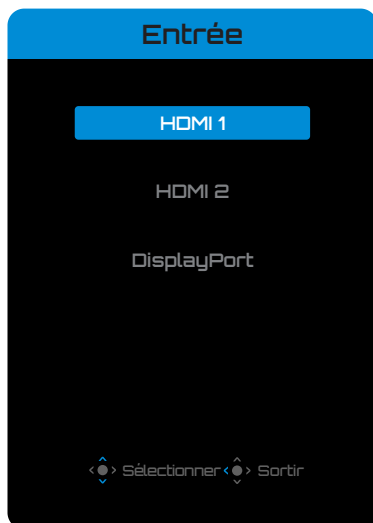 Entrée
HDMI 1
HDMI 2
DisplayPort
Sélectionner Sortir